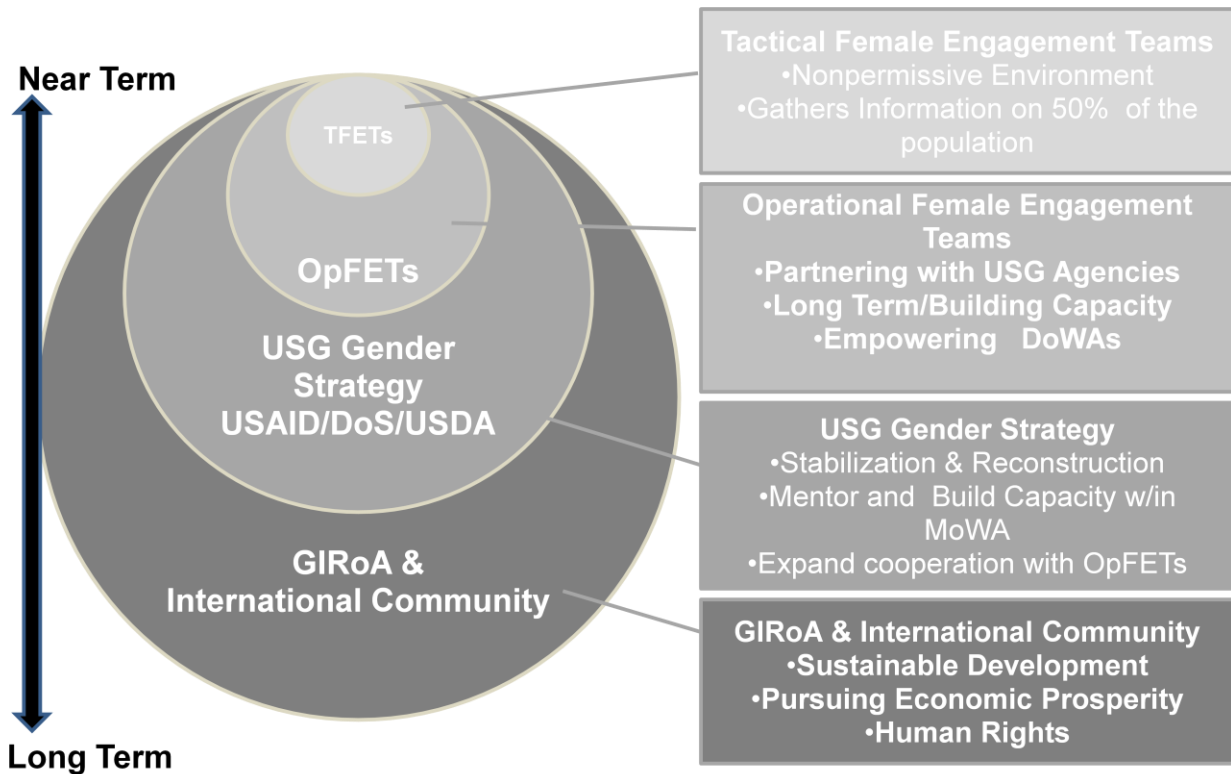 Near Term
TFETs
OpFETs
USG Gender
Strategy
USAID/DoS/USDA
GIRoA &
International Community
Long Term
Tactical Female Engagement Teams
•Nonpermissive Environment
•Gathers Information on 50% of the
population
Operational Female Engagement
Teams
•Partnering with USG Agencies
•Long Term/Building Capacity
•Empowering DoWAs
USG Gender Strategy
•Stabilization & Reconstruction
•Mentor and Build Capacity w/in
MoWA
•Expand cooperation with OpFETs
GIRoA & International Community
•Sustainable Development
•Pursuing Economic Prosperity
•Human Rights